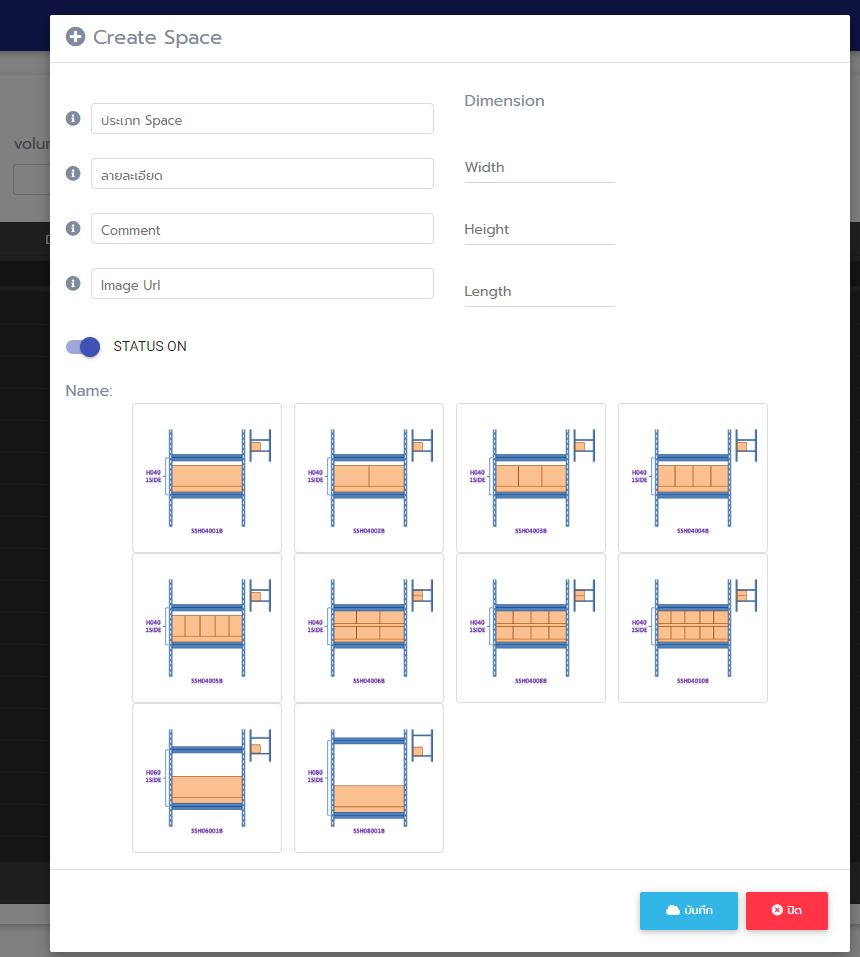 Create Space
Dimension
ประเภท Space
volu
Width
ลายละเอียด
Height
Comment
Image Url
Length
STATUS ON
Name:
H040
1SIDE
SSH04001B
H040
1SIDE
SSH04002B
H040
1SIDE
SSH04003B
H040
1SIDE
SSH04004B
H040
1SIDE
SSH04005B
H040
1SIDE
SSH04006B
H040
1SIDE
SSH04008B
H040
1SIDE
SSH04010B
H060
1SIDE
SSH06001B
H080
1SIDE
SSH08001B
บันทึก
ปิด